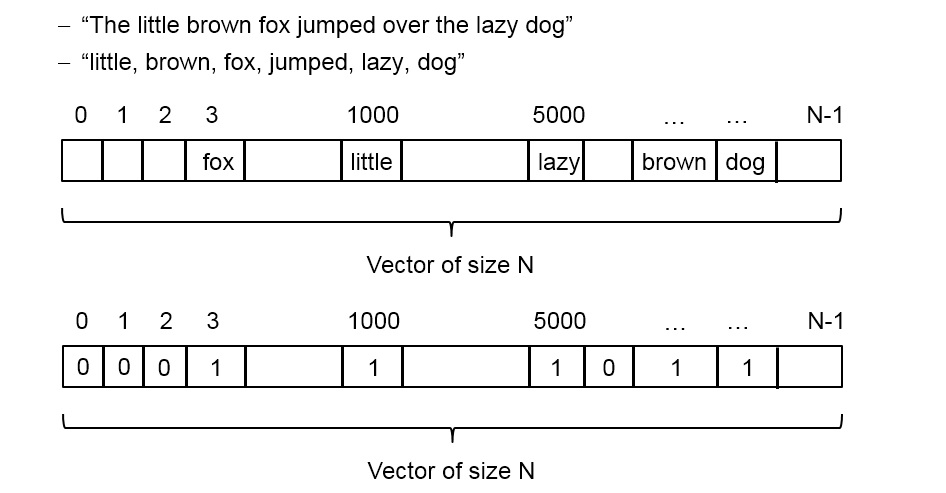 – “The little brown fox jumped over the lazy dog”
– “little, brown, fox, jumped, lazy, dog”
0 1 2 3 1000 5000 ... ... N-1
fox little lazy brown dog
Vector of size N
0 1 2 3 1000 5000 ... ... N-1
0 0 0 1 1 1 0 1 1
Vector of size N